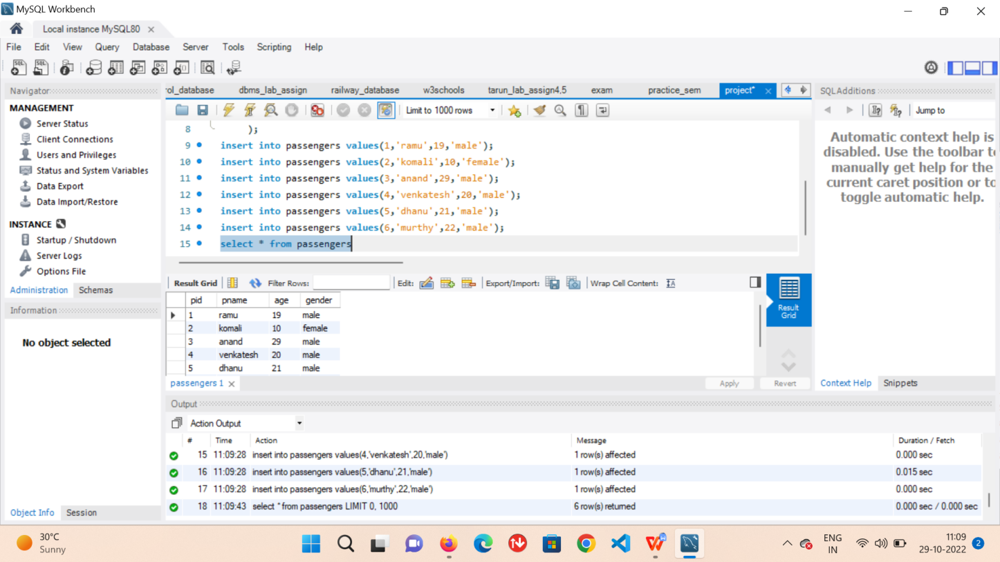 MySQL Workbench
Local instance MySQL80
File Edit View Query Database Server Tools Scripting Help
Navigator
MANAGEMENT
Server Status
Client Connections
Users and Privileges
Status and System Variables
Data Export
Data Import/Restore
INSTANCE
Startup / Shutdown
Server Logs
Options File
Administration Schemas
Information
No object selected
Object Info Session
rol_database dbms_lab_assign railway_database w3schools tarun_lab_assign4,5 exam practice_sem project*
Limit to 1000 rows
8 );
9 insert into passengers values(1,'ramu',19,'male');
10 insert into passengers values(2,'komali',10,'female');
11 insert into passengers values(3,'anand',29,'male');
12 insert into passengers values(4,'venkatesh',20,'male');
13 insert into passengers values(5,'dhanu',21,'male');
14 insert into passengers values(6,'murthy',22,'male');
15 select * from passengers
Result Grid Filter Rows: Edit: Export/Import: Wrap Cell Content:
pid pname age gender
1 ramu 19 male
2 komali 10 female
3 anand 29 male
4 venkatesh 20 male
5 dhanu 21 male
Result
Grid
passengers 1 Apply Revert
SQLAdditions
Jump to
Automatic context help is
disabled. Use the toolbar to
manually get help for the
current caret position or to
toggle automatic help.
Context Help Snippets
Output
Action Output
# Time Action Message Duration / Fetch
15 11:09:28 insert into passengers values(4,'venkatesh',20,'male') 1 row(s) affected 0.000 sec
16 11:09:28 insert into passengers values(5,'dhanu',21,'male') 1 row(s) affected 0.015 sec
17 11:09:28 insert into passengers values(6,'murthy',22,'male') 1 row(s) affected 0.000 sec
18 11:09:43 select * from passengers LIMIT 0, 1000 6 row(s) returned 0.000 sec / 0.000 sec
30°C
Sunny
ENG
IN
11:09
29-10-2022
2